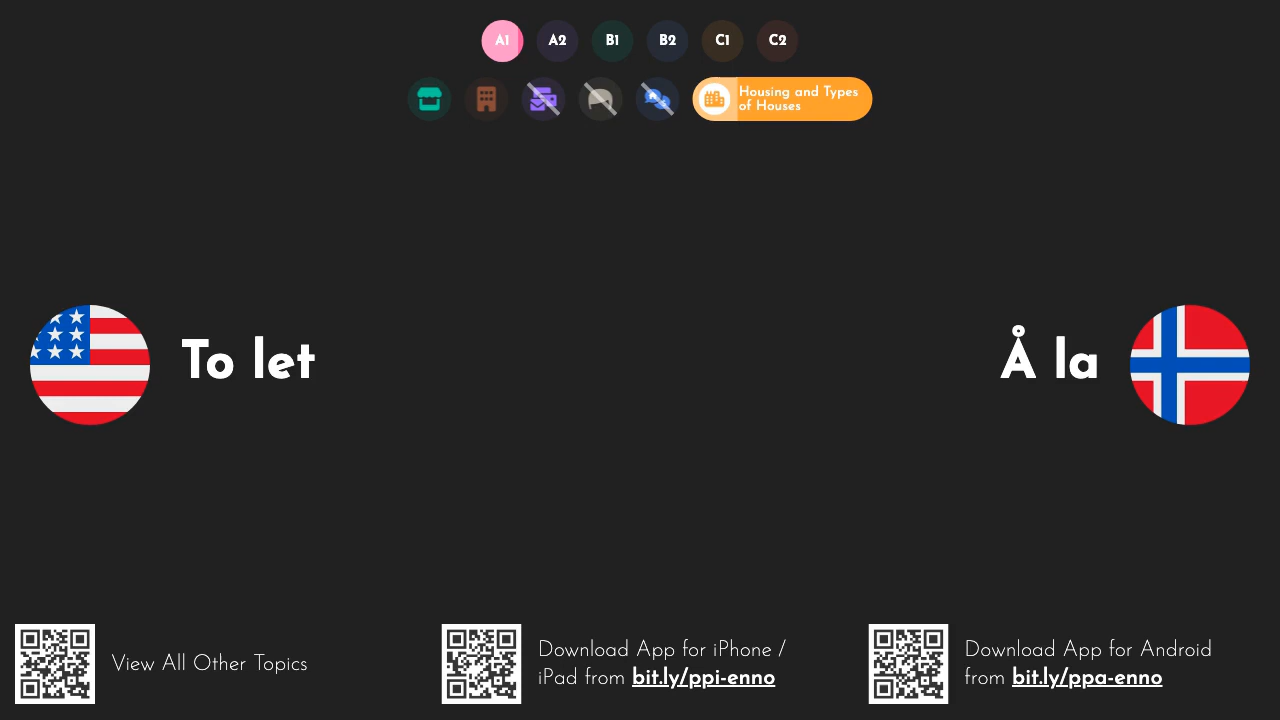 A1 A2 B1 B2 C1 C2
Housing and Types
of Houses
To let
Å la
View All Other Topics
Download App for iPhone /
iPad from bit.ly/ppi-enno
Download App for Android
from bit.ly/ppa-enno